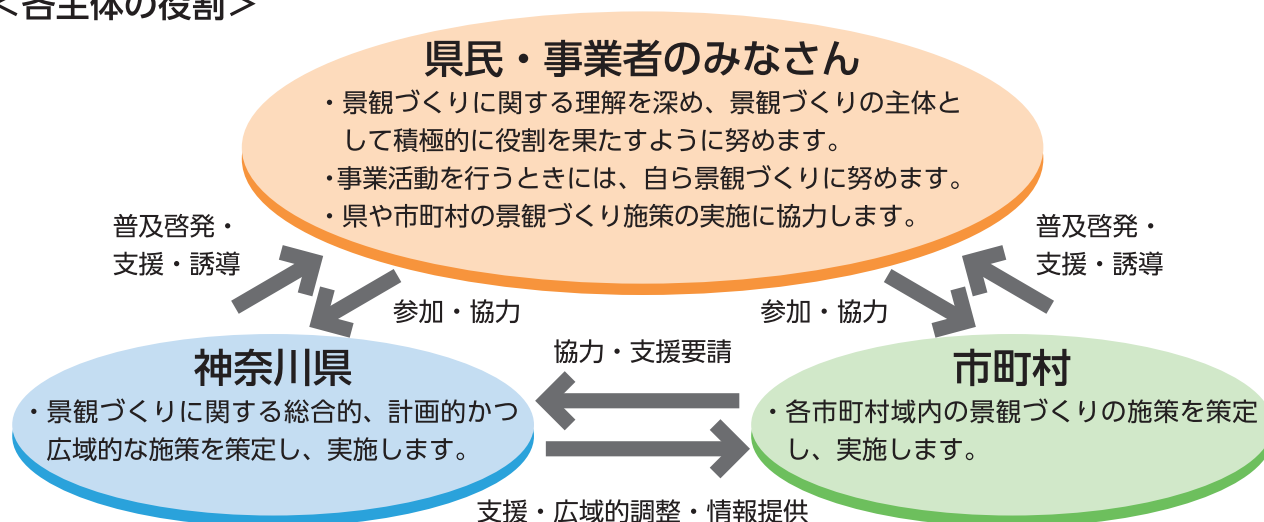 ＜各主体の役割＞
県民・事業者のみなさん
・景観づくりに関する理解を深め、景観づくりの主体と
して積極的に役割を果たすように努めます。
・事業活動を行うときには、自ら景観づくりに努めます。
・県や市町村の景観づくり施策の実施に協力します。
普及啓発・
支援・誘導
普及啓発・
支援・誘導
参加・協力
参加・協力
協力・支援要請
神奈川県
・景観づくりに関する総合的、計画的かつ
広域的な施策を策定し、実施します。
市町村
・各市町村域内の景観づくりの施策を策定
し、実施します。
支援・広域的調整・情報提供